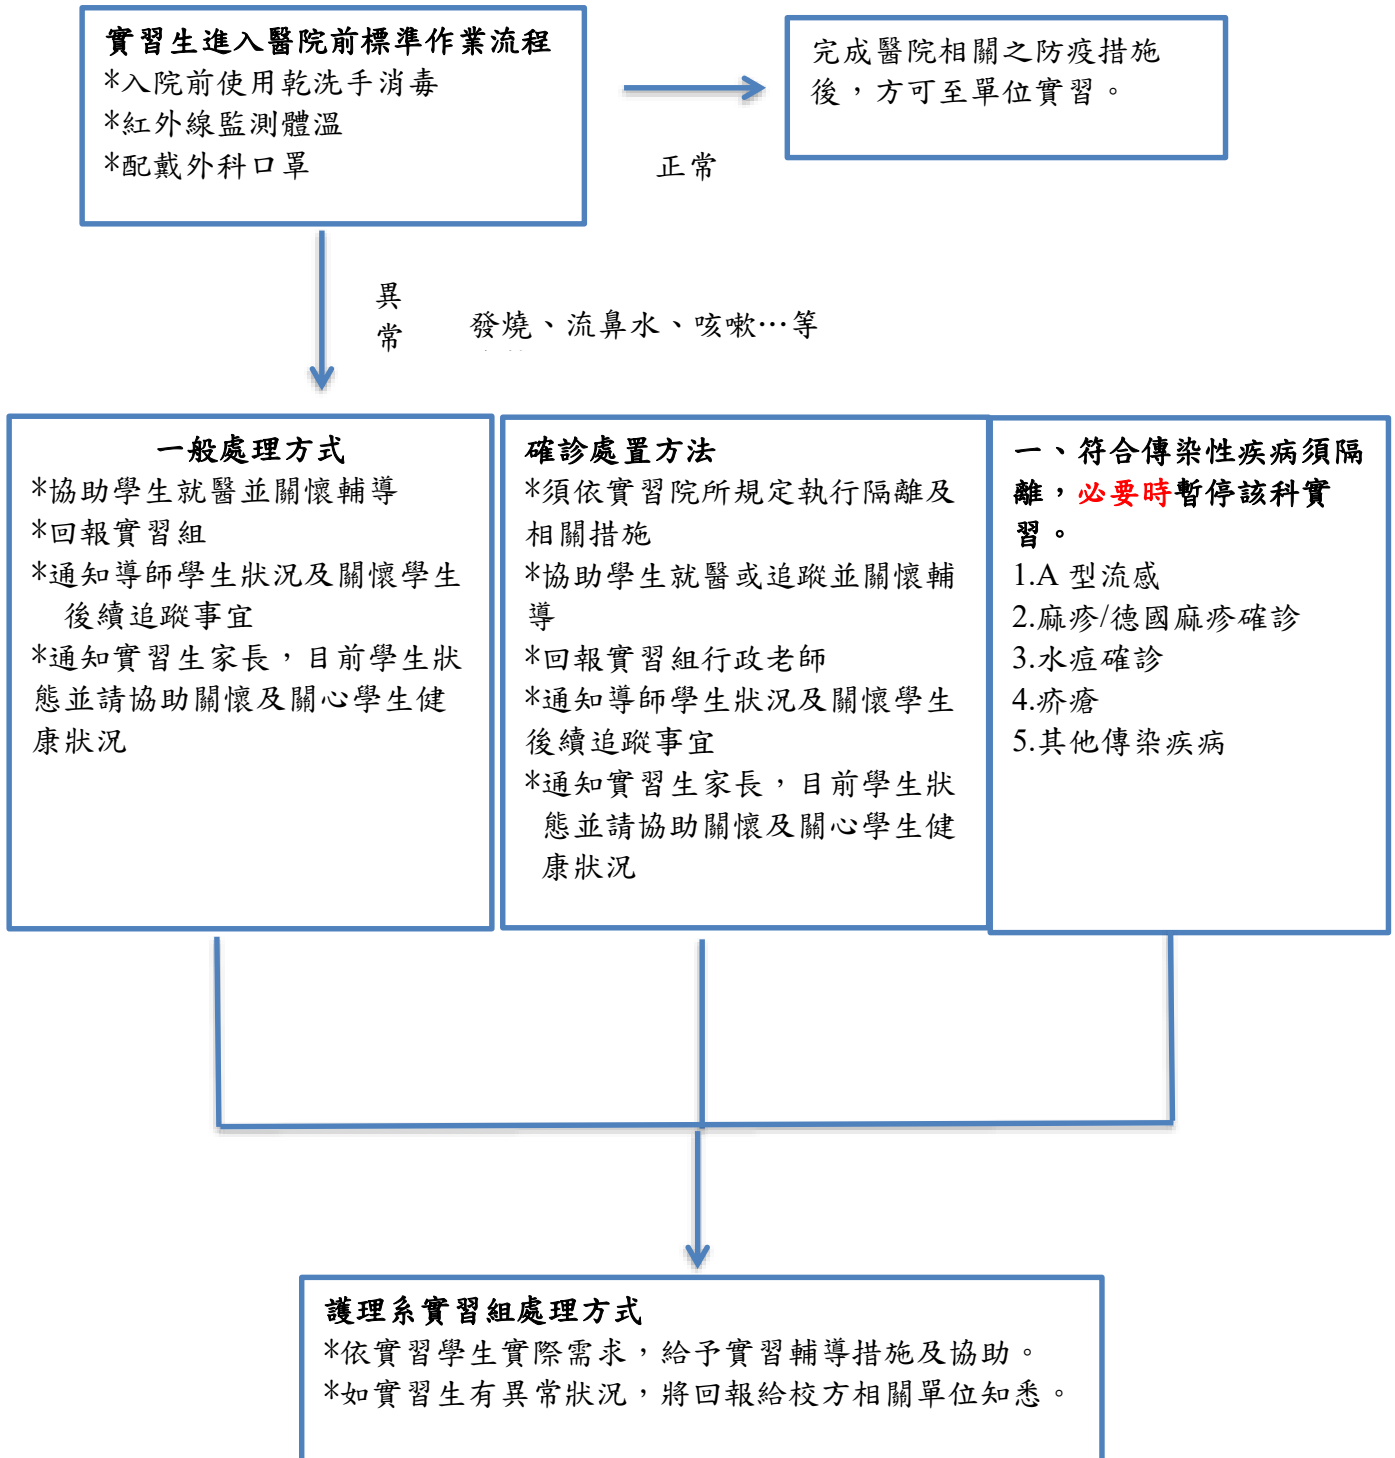 實習生進入醫院前標準作業流程
*入院前使用乾洗手消毒
*紅外線監測體溫
*配戴外科口罩
完成醫院相關之防疫措施
後，方可至單位實習。
正常
異
常
發燒、流鼻水、咳嗽…等
一般處理方式
*協助學生就醫並關懷輔導
*回報實習組
*通知導師學生狀況及關懷學生
後續追蹤事宜
*通知實習生家長，目前學生狀
態並請協助關懷及關心學生健
康狀況
確診處置方法
*須依實習院所規定執行隔離及
相關措施
*協助學生就醫或追蹤並關懷輔
導
*回報實習組行政老師
*通知導師學生狀況及關懷學生
後續追蹤事宜
*通知實習生家長，目前學生狀
態並請協助關懷及關心學生健
康狀況
一、符合傳染性疾病須隔
離，必要時暫停該科實
習。
1.A 型流感
2.麻疹/德國麻疹確診
3.水痘確診
4.疥瘡
5.其他傳染疾病
護理系實習組處理方式
*依實習學生實際需求，給予實習輔導措施及協助。
*如實習生有異常狀況，將回報給校方相關單位知悉。